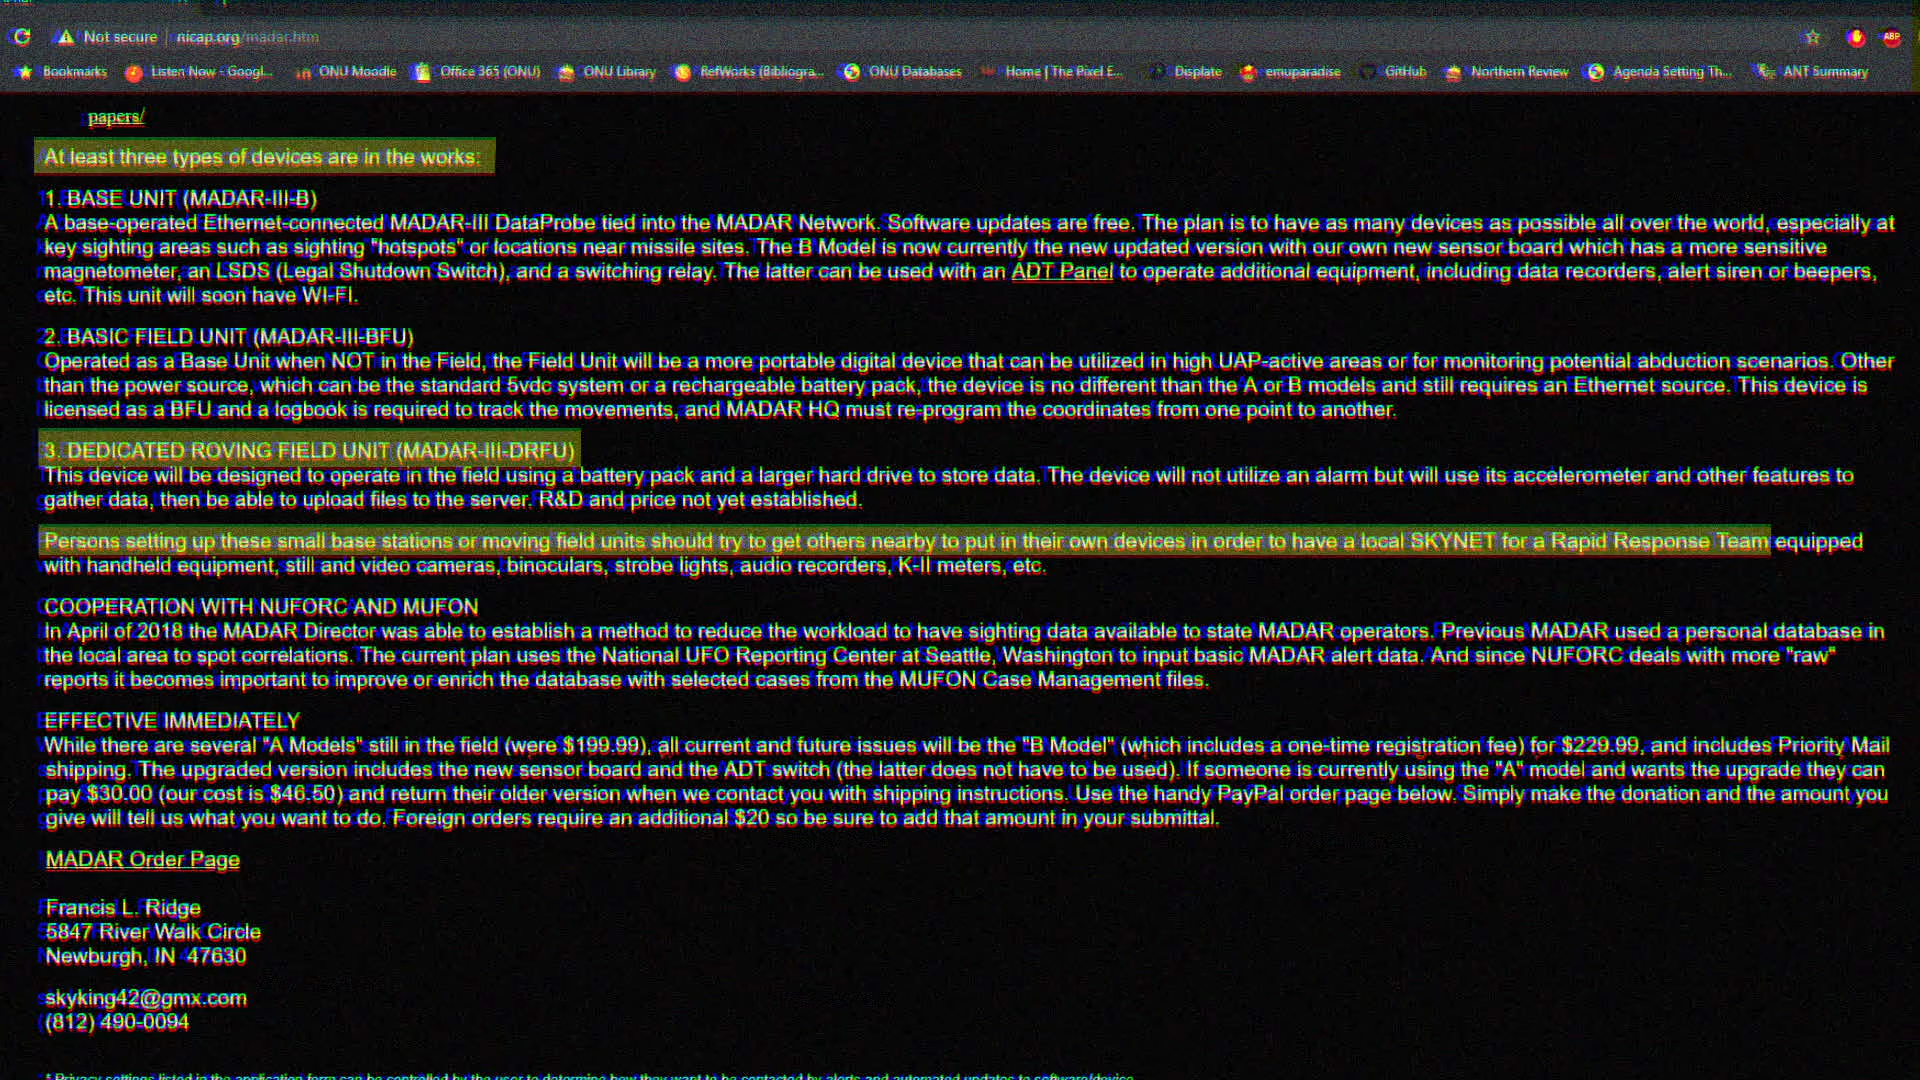 Not secure | nicap.org/madar.htm
ABP
Bookmarks Listen Now - Googl... ONU Moodle Office 365 (ONU) ONU Library RefWorks (Bibliogra... ONU Databases Home | The Pixel E... Displate emuparadise GitHub Northern Review Agenda Setting Th... ANT Summary
papers/
At least three types of devices are in the works:
1. BASE UNIT (MADAR-III-B)
A base-operated Ethernet-connected MADAR-III DataProbe tied into the MADAR Network. Software updates are free. The plan is to have as many devices as possible all over the world, especially at
key sighting areas such as sighting "hotspots" or locations near missile sites. The B Model is now currently the new updated version with our own new sensor board which has a more sensitive
magnetometer, an LSDS (Legal Shutdown Switch), and a switching relay. The latter can be used with an ADT Panel to operate additional equipment, including data recorders, alert siren or beepers,
etc. This unit will soon have WI-FI.
2. BASIC FIELD UNIT (MADAR-III-BFU)
Operated as a Base Unit when NOT in the Field, the Field Unit will be a more portable digital device that can be utilized in high UAP-active areas or for monitoring potential abduction scenarios. Other
than the power source, which can be the standard 5vdc system or a rechargeable battery pack, the device is no different than the A or B models and still requires an Ethernet source. This device is
licensed as a BFU and a logbook is required to track the movements, and MADAR HQ must re-program the coordinates from one point to another.
3. DEDICATED ROVING FIELD UNIT (MADAR-III-DRFU)
This device will be designed to operate in the field using a battery pack and a larger hard drive to store data. The device will not utilize an alarm but will use its accelerometer and other features to
gather data, then be able to upload files to the server. R&D and price not yet established.
Persons setting up these small base stations or moving field units should try to get others nearby to put in their own devices in order to have a local SKYNET for a Rapid Response Team equipped
with handheld equipment, still and video cameras, binoculars, strobe lights, audio recorders, K-II meters, etc.
COOPERATION WITH NUFORC AND MUFON
In April of 2018 the MADAR Director was able to establish a method to reduce the workload to have sighting data available to state MADAR operators. Previous MADAR used a personal database in
the local area to spot correlations. The current plan uses the National UFO Reporting Center at Seattle, Washington to input basic MADAR alert data. And since NUFORC deals with more "raw"
reports it becomes important to improve or enrich the database with selected cases from the MUFON Case Management files.
EFFECTIVE IMMEDIATELY
While there are several "A Models" still in the field (were $199.99), all current and future issues will be the "B Model" (which includes a one-time registration fee) for $229.99, and includes Priority Mail
shipping. The upgraded version includes the new sensor board and the ADT switch (the latter does not have to be used). If someone is currently using the "A" model and wants the upgrade they can
pay $30.00 (our cost is $46.50) and return their older version when we contact you with shipping instructions. Use the handy PayPal order page below. Simply make the donation and the amount you
give will tell us what you want to do. Foreign orders require an additional $20 so be sure to add that amount in your submittal.
MADAR Order Page
Francis L. Ridge
5847 River Walk Circle
Newburgh, IN 47630
skyking42@gmx.com
(812) 490-0094
* Privacy settings listed in the application form can be controlled by the user to determine how they want to be contacted by alerts and automated updates to software/device